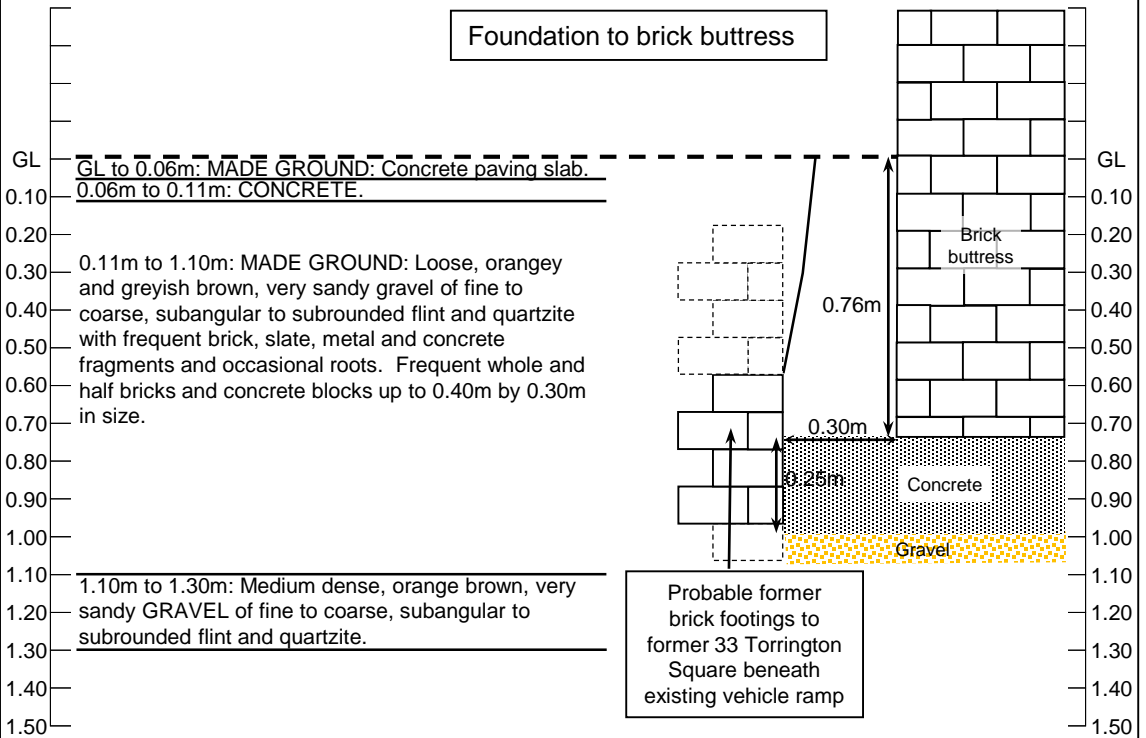 Foundation to brick buttress
GL
0.10
0.20
0.30
0.40
0.50
0.60
0.70
0.80
0.90
1.00
1.10
1.20
1.30
1.40
1.50
GL to 0.06m: MADE GROUND: Concrete paving slab.
0.06m to 0.11m: CONCRETE.
0.11m to 1.10m: MADE GROUND: Loose, orangey
and greyish brown, very sandy gravel of fine to
coarse, subangular to subrounded flint and quartzite
with frequent brick, slate, metal and concrete
fragments and occasional roots. Frequent whole and
half bricks and concrete blocks up to 0.40m by 0.30m
in size.
1.10m to 1.30m: Medium dense, orange brown, very
sandy GRAVEL of fine to coarse, subangular to
subrounded flint and quartzite.
Brick
buttress
0.76m
0.30m
0.25m
Concrete
Gravel
Probable former
brick footings to
former 33 Torrington
Square beneath
existing vehicle ramp
GL
0.10
0.20
0.30
0.40
0.50
0.60
0.70
0.80
0.90
1.00
1.10
1.20
1.30
1.40
1.50